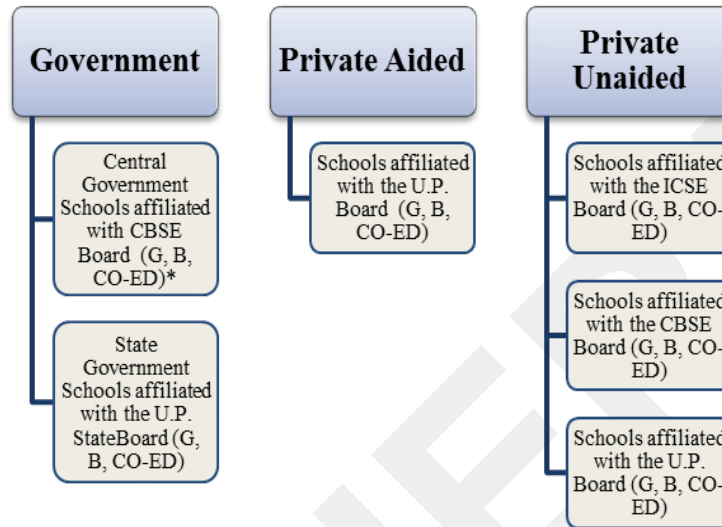 Government
Central
Government
Schools affiliated
with CBSE
Board (G, B,
CO-ED)*
State
Government
Schools affiliated
with the U.P.
StateBoard (G,
B, CO-ED)
Private Aided
Schools affiliated
with the U.P.
Board (G, B,
CO-ED)
Private
Unaided
Schools affiliated
with the ICSE
Board (G, B, CO-
ED)
Schools affiliated
with the CBSE
Board (G, B, CO-
ED)
Schools affiliated
with the U.P.
Board (G, B, CO-
ED)